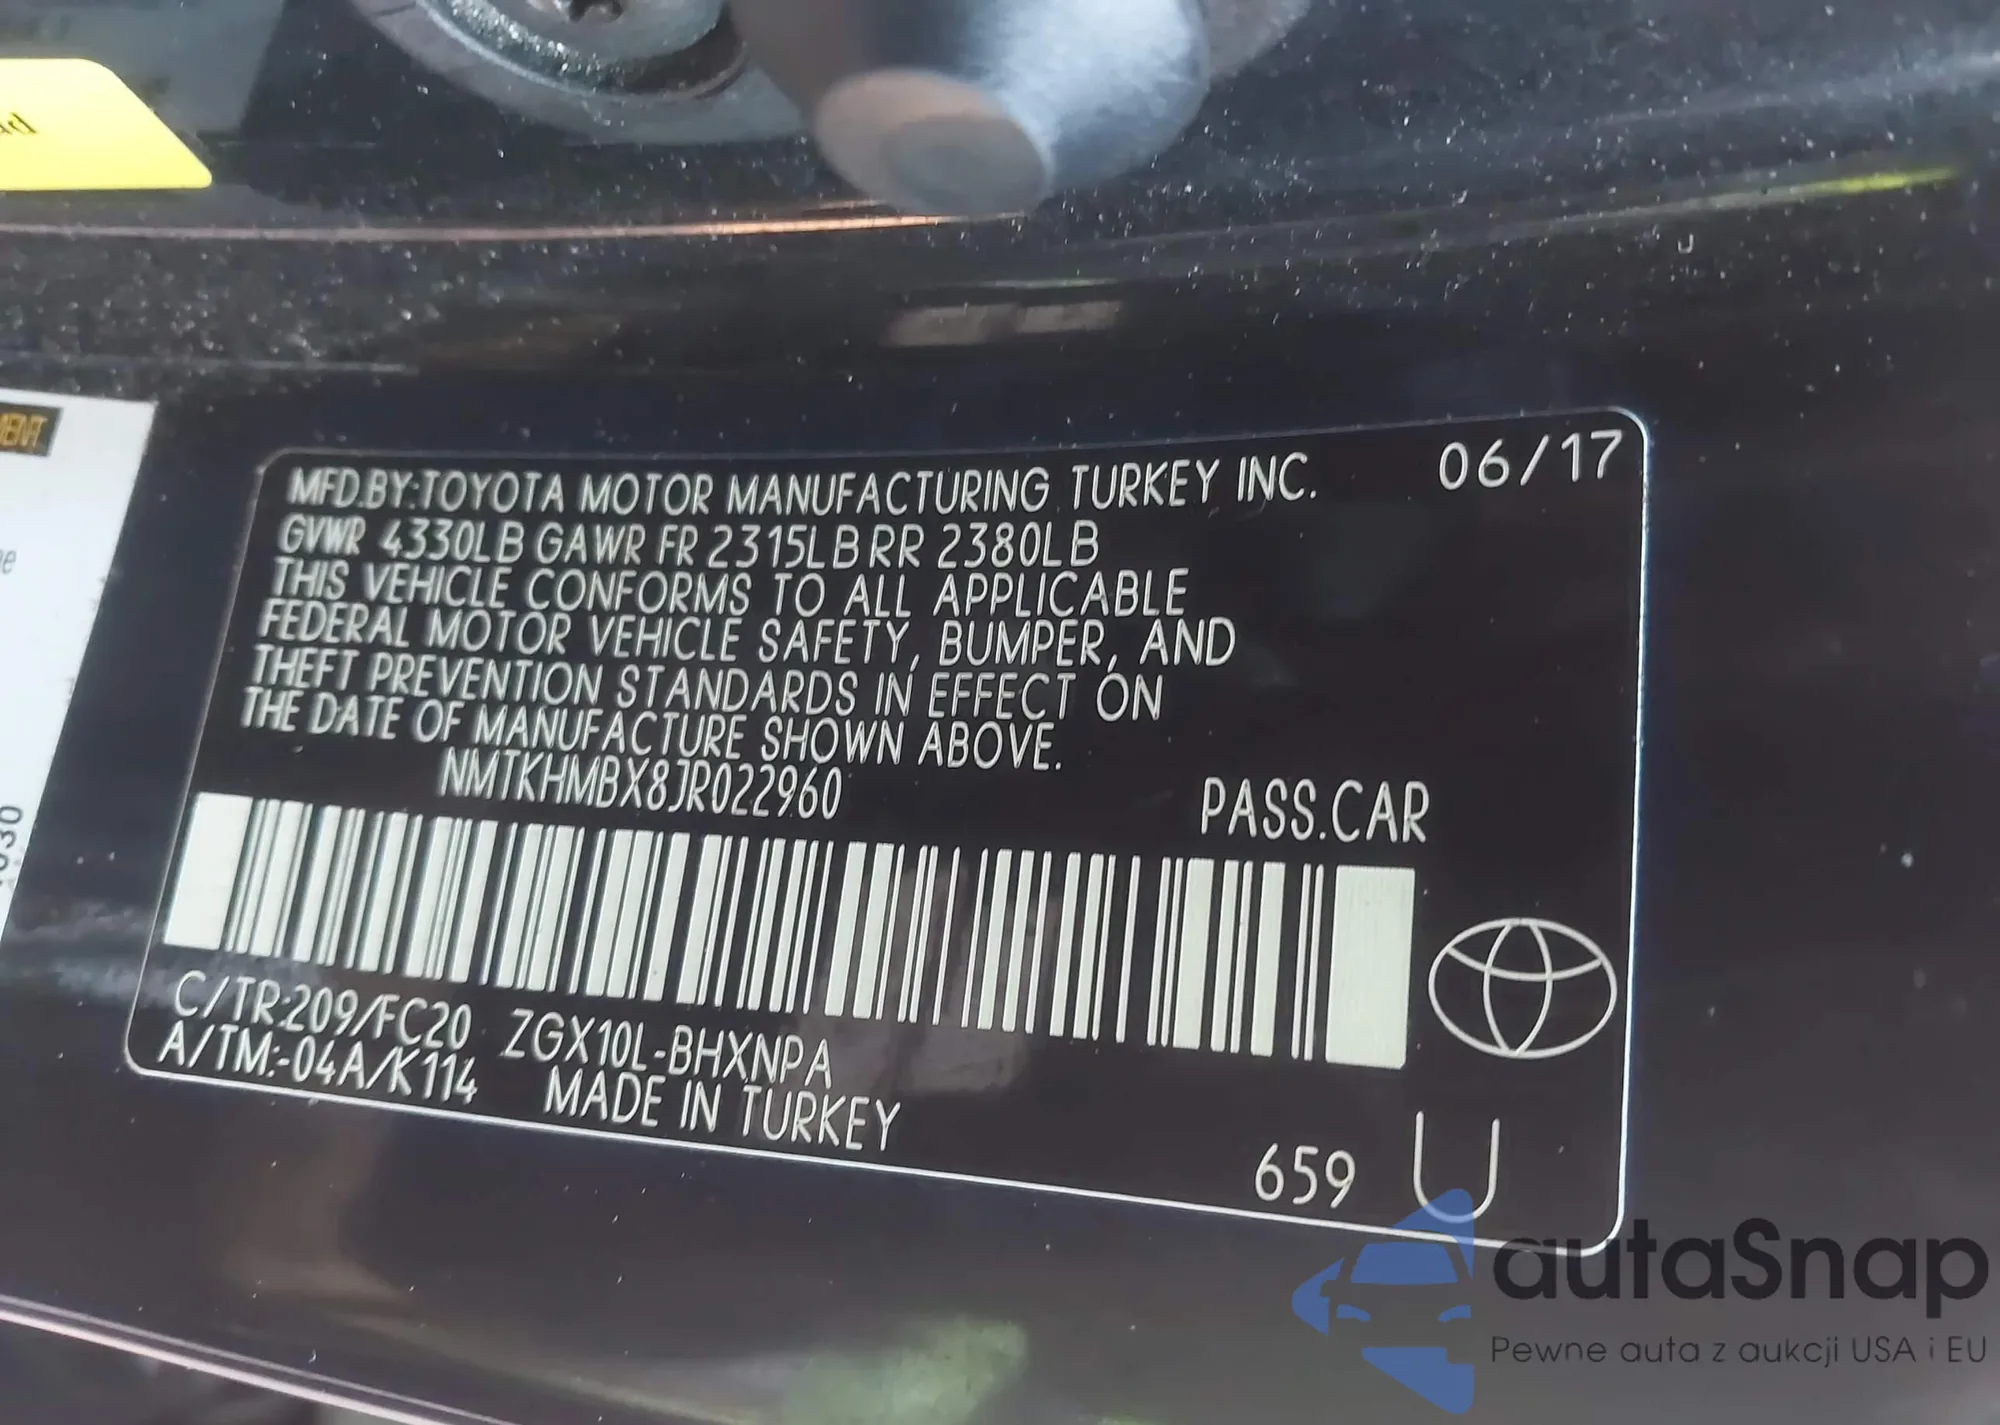 MENT
MFD.BY:TOYOTA MOTOR MANUFACTURING TURKEY INC. 06/17
GVWR 4330LB GAWR FR 2315LB RR 2380LB
THIS VEHICLE CONFORMS TO ALL APPLICABLE
FEDERAL MOTOR VEHICLE SAFETY, BUMPER, AND
THEFT PREVENTION STANDARDS IN EFFECT ON
THE DATE OF MANUFACTURE SHOWN ABOVE.
NMTKHMBX8JR022960 PASS.CAR
C/TR:209/FC20 ZGX10L-BHXNPA
A/TM:-04A/K114 MADE IN TURKEY
659 U
autaSnap
Pewne auta z aukcji USA i EU